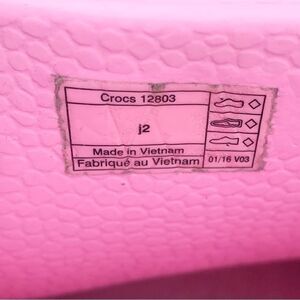 Crocs 12803
j2
Made in Vietnam
Fabriqué au Vietnam
01/16 V03